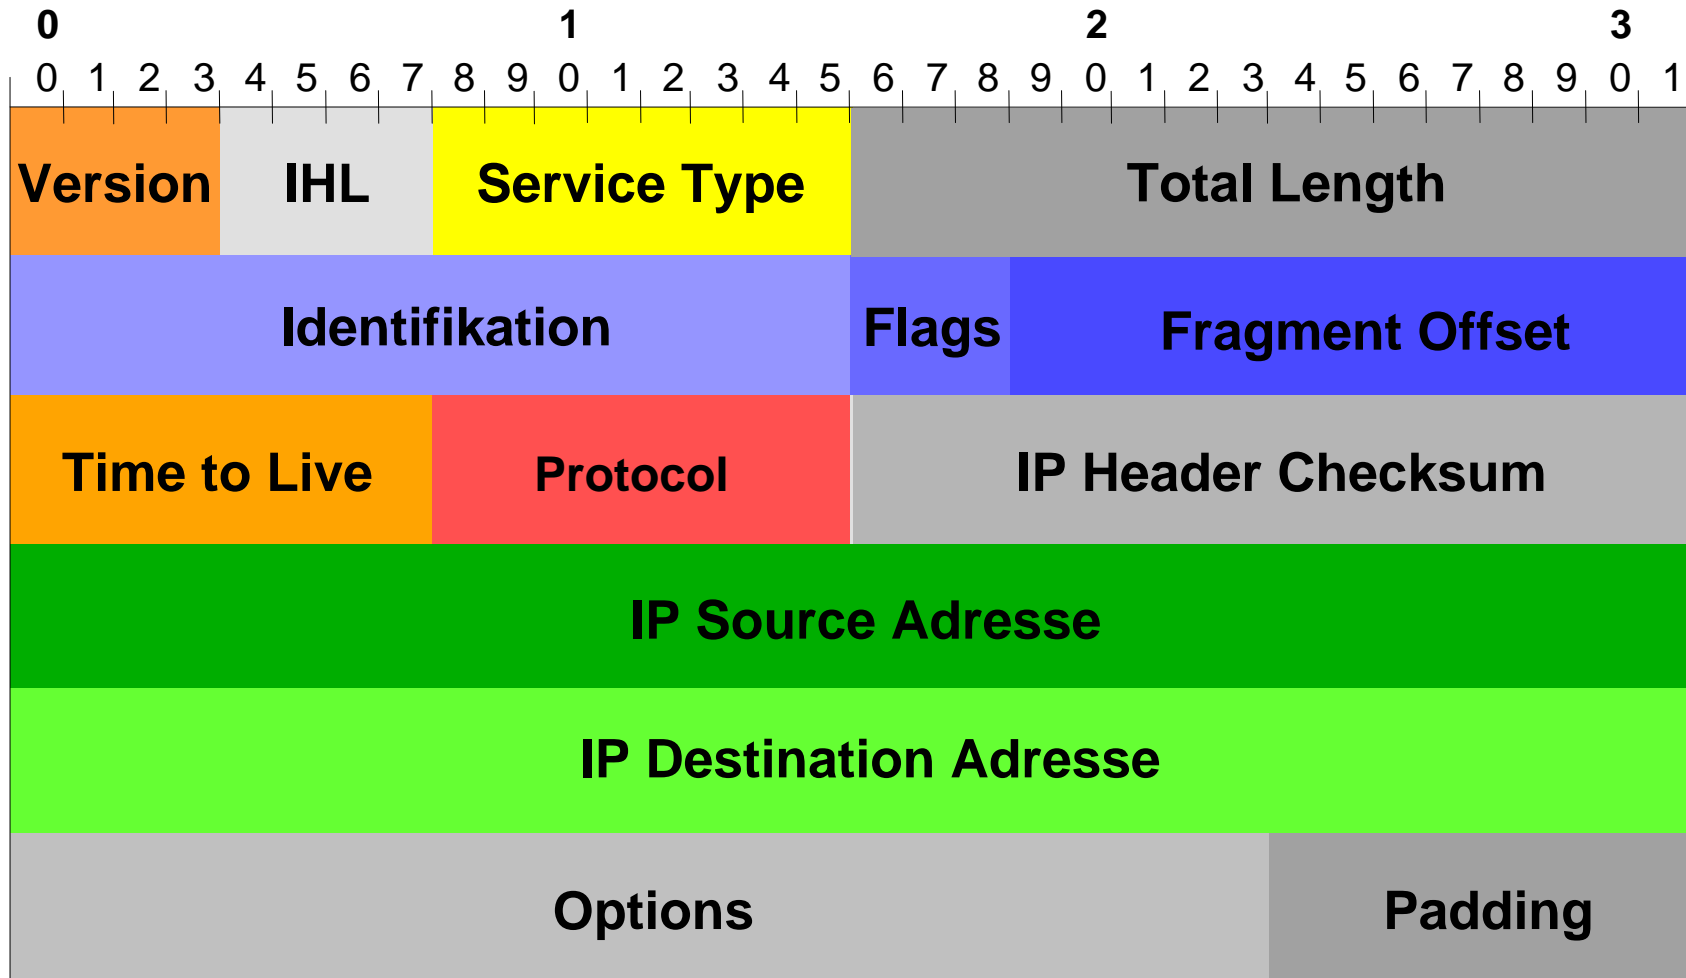 0 1 2 3
0 1 2 3 4 5 6 7 8 9 0 1 2 3 4 5 6 7 8 9 0 1 2 3 4 5 6 7 8 9 0 1
Version IHL Service Type Total Length
Identifikation Flags Fragment Offset
Time to Live Protocol IP Header Checksum
IP Source Adresse
IP Destination Adresse
Options Padding